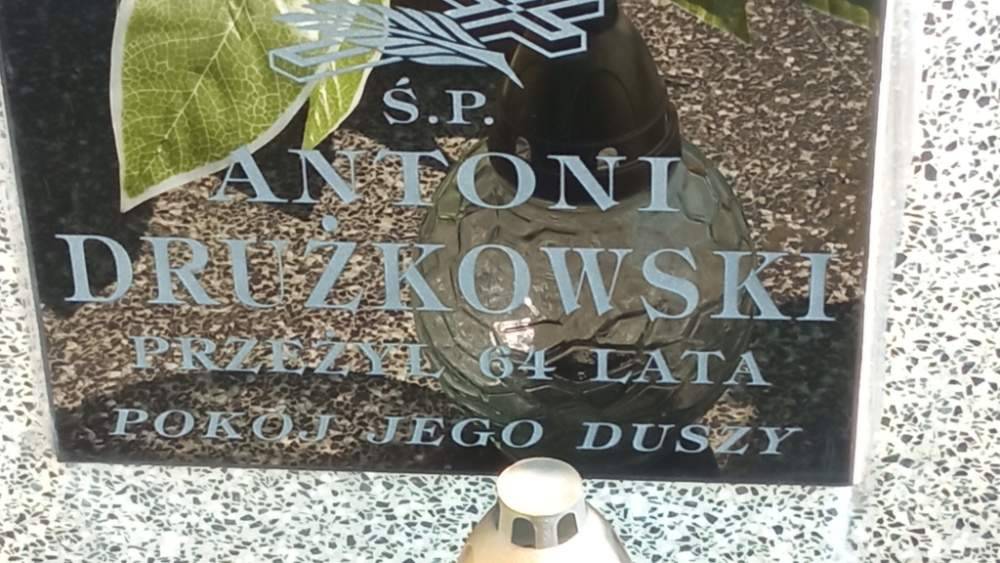 Ś.P.
ANTONI
DRUŻKOWSKI
PRZEŻYŁ 64 LATA
POKÓJ JEGO DUSZY